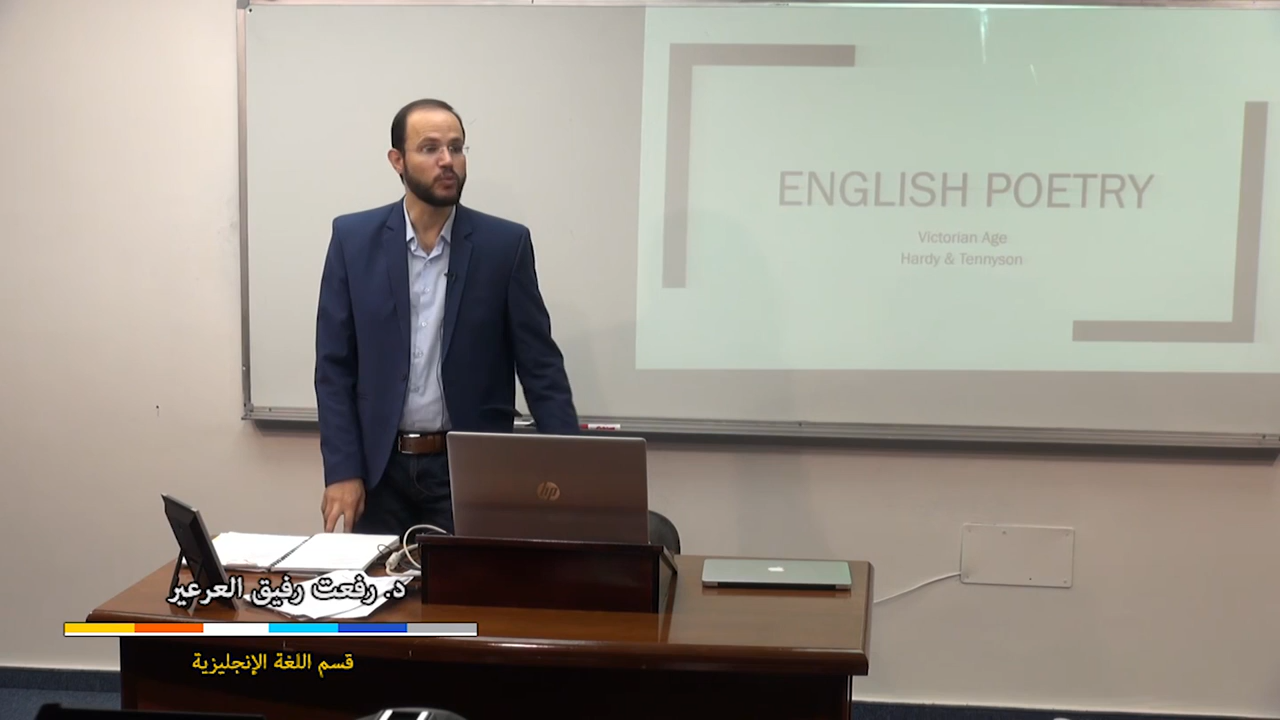 ENGLISH POETRY
Victorian Age
Hardy & Tennyson
hp
د. رفعت رفيق العرعير
قسم اللغة الإنجليزية